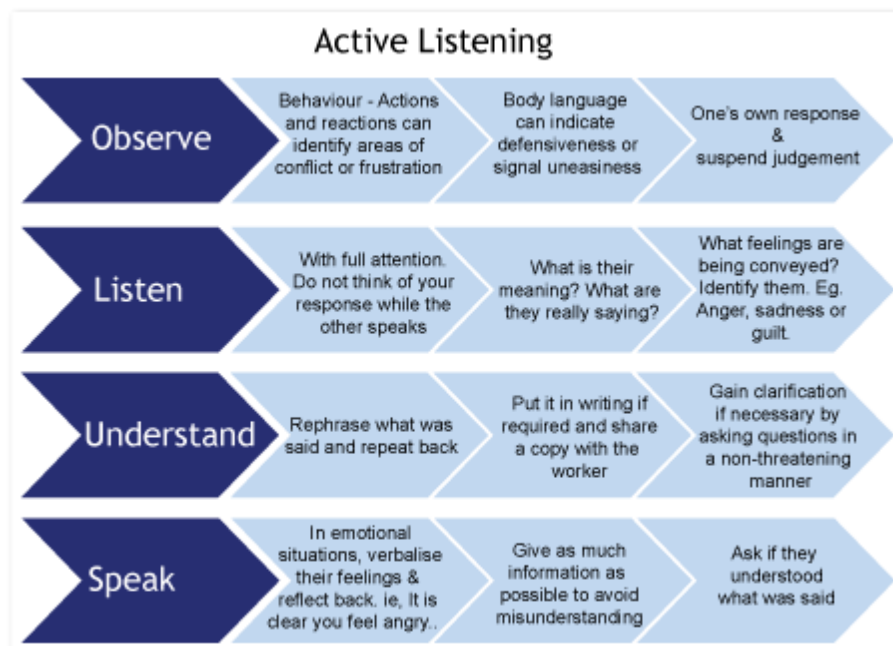 Active Listening
Observe
Behaviour - Actions
and reactions can
identify areas of
conflict or frustration
Body language
can indicate
defensiveness or
signal uneasiness
One's own response
&
suspend judgement
Listen
With full attention.
Do not think of your
response while the
other speaks
What is their
meaning? What are
they really saying?
What feelings are
being conveyed?
Identify them. Eg.
Anger, sadness or
guilt.
Understand
Rephrase what was
said and repeat back
Put it in writing if
required and share
a copy with the
worker
Gain clarification
if necessary by
asking questions in
a non-threatening
manner
Speak
In emotional
situations, verbalise
their feelings &
reflect back. ie, It is
clear you feel angry..
Give as much
information as
possible to avoid
misunderstanding
Ask if they
understood
what was said